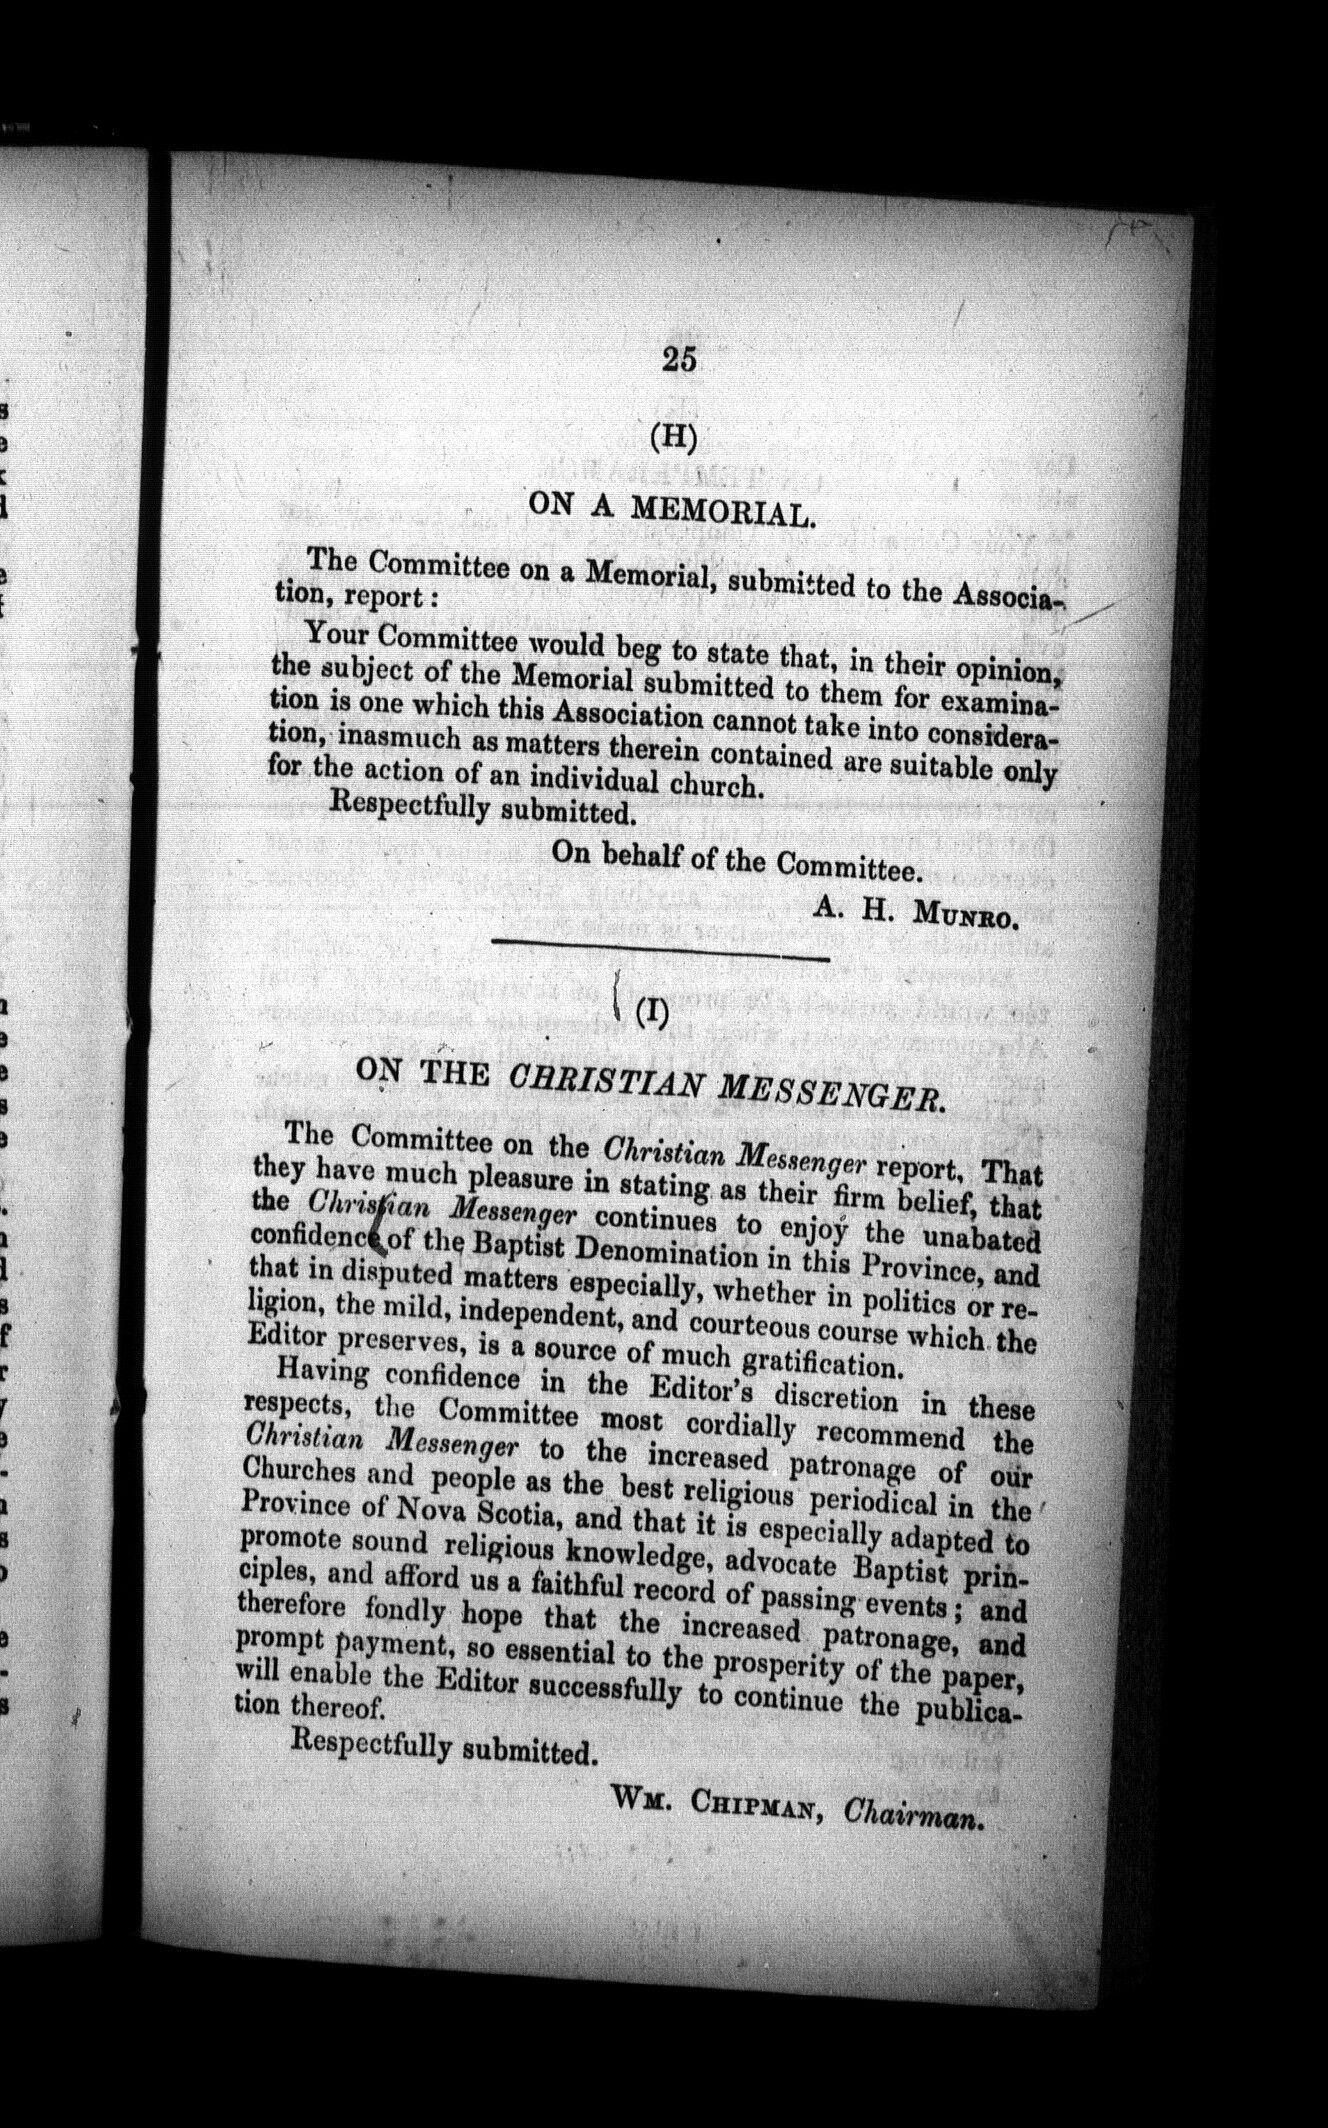 25
(H)
ON A MEMORIAL.
The Committee on a Memorial, submitted to the Associa-
tion, report:
Your Committee would beg to state that, in their opinion,
the subject of the Memorial submitted to them for examina-
tion is one which this Association cannot take into considera-
tion, inasmuch as matters therein contained are suitable only
for the action of an individual church.
Respectfully submitted.
On behalf of the Committee.
A. H. MUNRO.
(I)
ON THE CHRISTIAN MESSENGER.
The Committee on the Christian Messenger report, That
they have much pleasure in stating as their firm belief, that
the Christian Messenger continues to enjoy the unabated
confidence of the Baptist Denomination in this Province, and
that in disputed matters especially, whether in politics or re-
ligion, the mild, independent, and courteous course which the
Editor preserves, is a source of much gratification.
Having confidence in the Editor's discretion in these
respects, the Committee most cordially recommend the
Christian Messenger to the increased patronage of our
Churches and people as the best religious periodical in the
Province of Nova Scotia, and that it is especially adapted to
promote sound religious knowledge, advocate Baptist prin-
ciples, and afford us a faithful record of passing events; and
therefore fondly hope that the increased patronage, and
prompt payment, so essential to the prosperity of the paper,
will enable the Editor successfully to continue the publica-
tion thereof.
Respectfully submitted.
WM. CHIPMAN, Chairman.